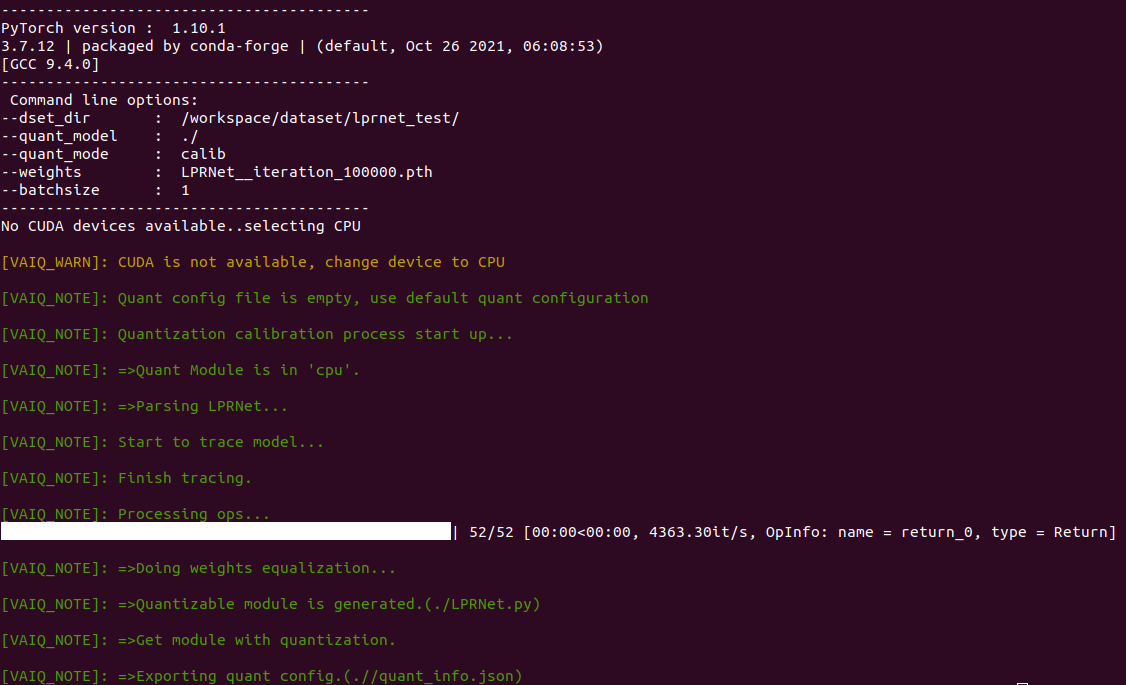 -----------------------------------------
PyTorch version :  1.10.1
3.7.12 | packaged by conda-forge | (default, Oct 26 2021, 06:08:53)
[GCC 9.4.0]
-----------------------------------------
 Command line options:
--dset_dir       :  /workspace/dataset/lprnet_test/
--quant_model    :  ./
--quant_mode     :  calib
--weights        :  LPRNet__iteration_100000.pth
--batchsize      :  1
-----------------------------------------
No CUDA devices available..selecting CPU
[VAIQ_WARN]: CUDA is not available, change device to CPU
[VAIQ_NOTE]: Quant config file is empty, use default quant configuration
[VAIQ_NOTE]: Quantization calibration process start up...
[VAIQ_NOTE]: =>Quant Module is in 'cpu'.
[VAIQ_NOTE]: =>Parsing LPRNet...
[VAIQ_NOTE]: Start to trace model...
[VAIQ_NOTE]: Finish tracing.
[VAIQ_NOTE]: Processing ops...
| 52/52 [00:00<00:00, 4363.30it/s, OpInfo: name = return_0, type = Return]
[VAIQ_NOTE]: =>Doing weights equalization...
[VAIQ_NOTE]: =>Quantizable module is generated.(./LPRNet.py)
[VAIQ_NOTE]: =>Get module with quantization.
[VAIQ_NOTE]: =>Exporting quant config.(.//quant_info.json)